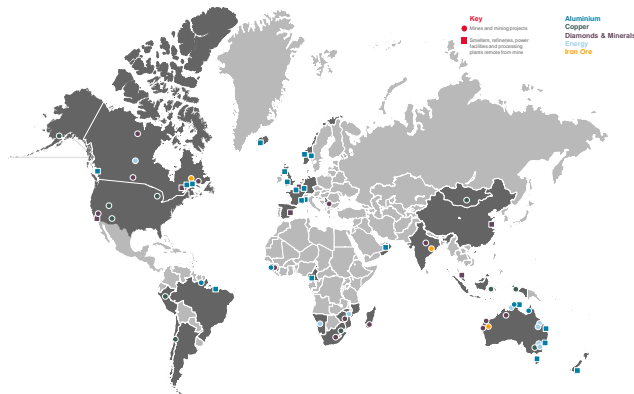 Key
Mines and mining projects
Smelters, refineries, power
facilities and processing
plants remote from mine
Aluminium
Copper
Diamonds & Minerals
Energy
Iron Ore